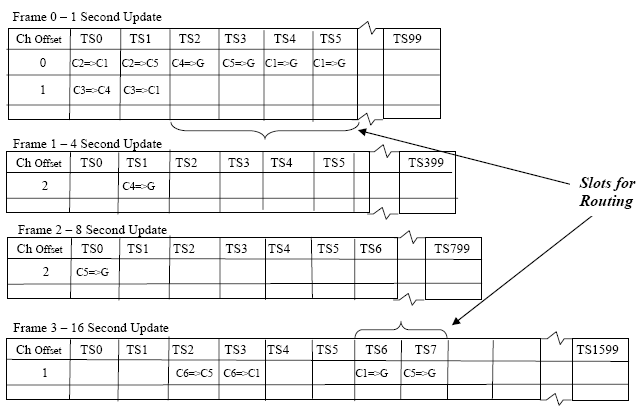 Frame 0 – 1 Second Update
Ch Offset TS0 TS1 TS2 TS3 TS4 TS5 TS99
0 C2=>C1 C2=>C5 C4=>G C5=>G C1=>G C1=>G
1 C3=>C4 C3=>C1
Frame 1 – 4 Second Update
Ch Offset TS0 TS1 TS2 TS3 TS4 TS5 TS399
2 C4=>G
Slots for
Routing
Frame 2 – 8 Second Update
Ch Offset TS0 TS1 TS2 TS3 TS4 TS5 TS6 TS799
2 C5=>G
Frame 3 – 16 Second Update
Ch Offset TS0 TS1 TS2 TS3 TS4 TS5 TS6 TS7 TS1599
1 C6=>C5 C6=>C1 C1=>G C5=>G